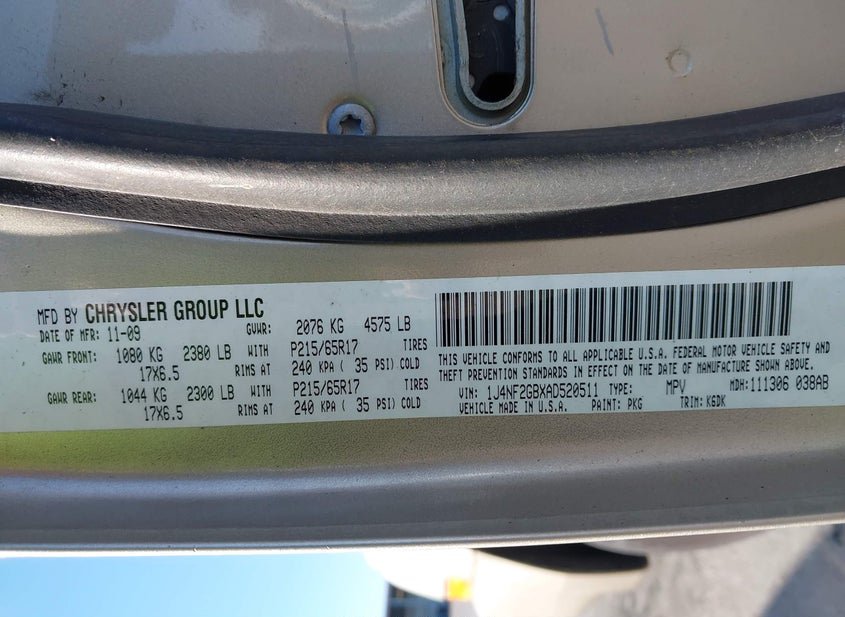 MFD BY CHRYSLER GROUP LLC
DATE OF MFR: 11-09 GVWR: 2076 KG 4575 LB
GAWR FRONT: 1080 KG 2380 LB WITH P215/65R17 TIRES
17X6.5 RIMS AT 240 KPA ( 35 PSI) COLD
GAWR REAR: 1044 KG 2300 LB WITH P215/65R17 TIRES
17X6.5 RIMS AT 240 KPA ( 35 PSI) COLD
THIS VEHICLE CONFORMS TO ALL APPLICABLE U.S.A. FEDERAL MOTOR VEHICLE SAFETY AND
THEFT PREVENTION STANDARDS IN EFFECT ON THE DATE OF MANUFACTURE SHOWN ABOVE.
VIN: 1J4NF2GBXAD520511 TYPE: MPV MDH: 111306 038AB
VEHICLE MADE IN U.S.A. PAINT: PKG TRIM: KGDK